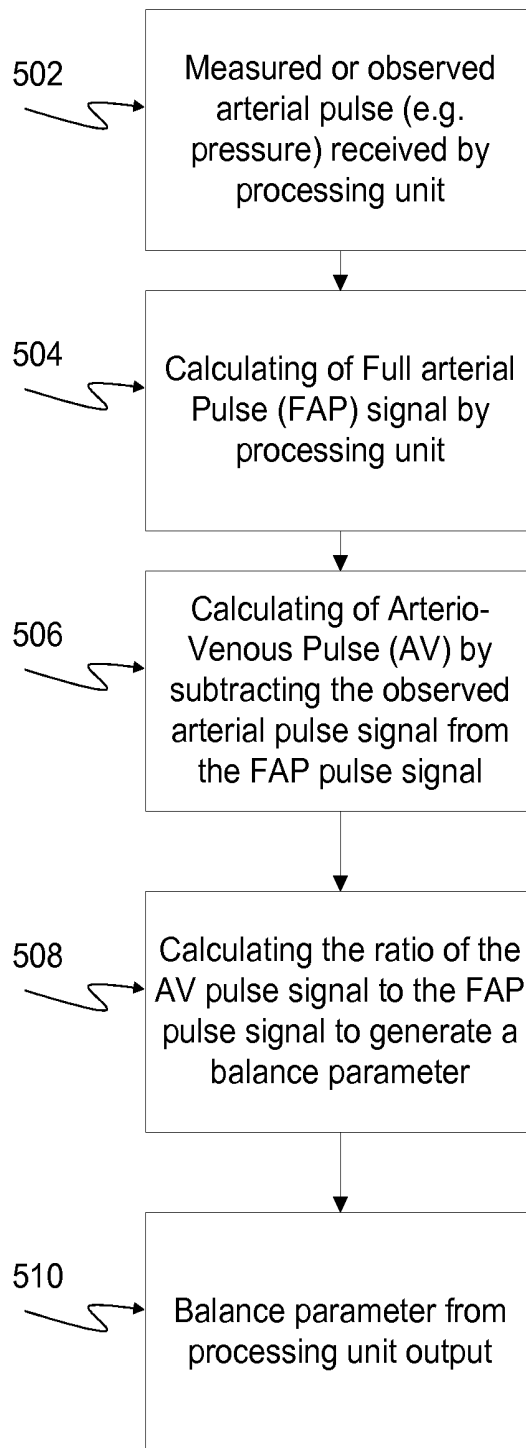 502
Measured or observed
arterial pulse (e.g.
pressure) received by
processing unit
504
Calculating of Full arterial
Pulse (FAP) signal by
processing unit
506
Calculating of Arterio-
Venous Pulse (AV) by
subtracting the observed
arterial pulse signal from
the FAP pulse signal
508
Calculating the ratio of the
AV pulse signal to the FAP
pulse signal to generate a
balance parameter
510
Balance parameter from
processing unit output